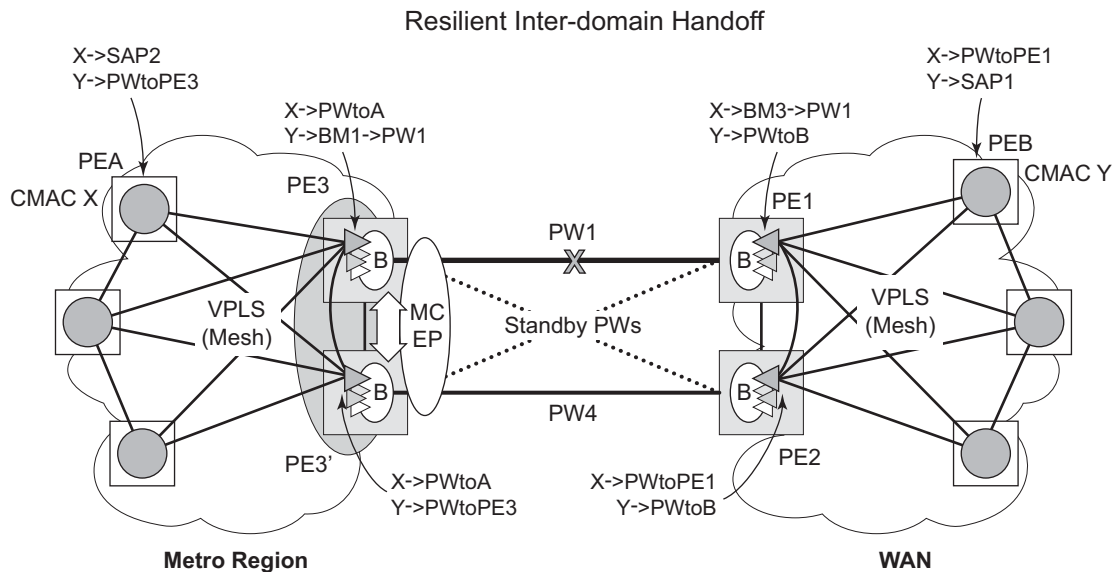 Resilient Inter-domain Handoff
X->SAP2
Y->PWtoPE3
X->PWtoPE1
Y->SAP1
X->PWtoA
Y->BM1->PW1
X->BM3->PW1
Y->PWtoB
PEA
CMAC X
PE3
PE1
PEB
CMAC Y
PW1
B
B
VPLS
(Mesh)
MC
EP
Standby PWs
VPLS
(Mesh)
B
B
PW4
PE3'
PE2
X->PWtoA
Y->PWtoPE3
X->PWtoPE1
Y->PWtoB
Metro Region
WAN